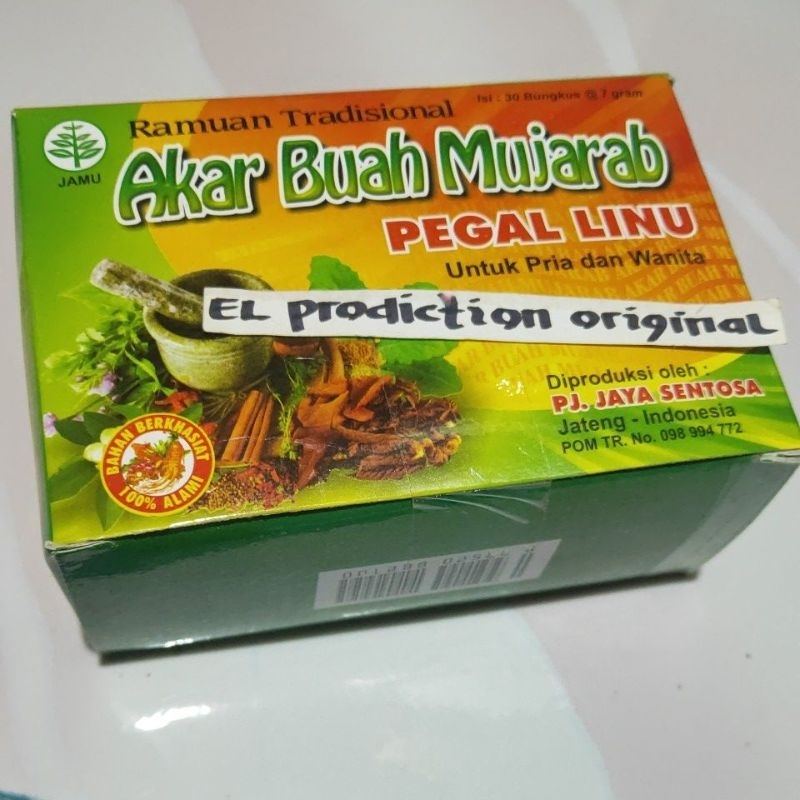 Isi : 30 Bungkus @ 7 gram
Ramuan Tradisional
JAMU
Akar Buah Mujarab
PEGAL LINU
Untuk Pria dan Wanita
EL prodiction original
Diproduksi oleh :
PJ. JAYA SENTOSA
Jateng - Indonesia
POM TR. No. 098 994 772
BAHAN BERKHASIAT
100% ALAMI